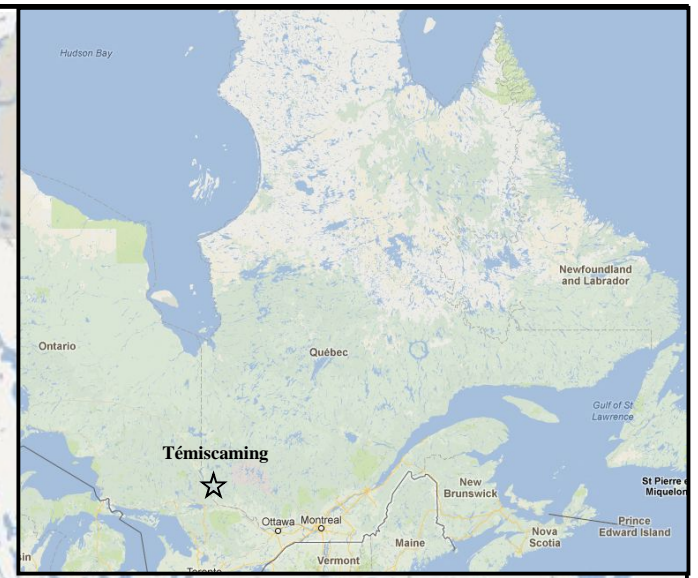 Hudson Bay
Newfoundland
and Labrador
Ontario
Québec
Gulf of St
Lawrence
Témiscaming
St Pierre e
Miquelon
New
Brunswick
Ottawa
Montreal
Prince
Edward Island
Nova
Scotia
Maine
Vermont
Toronto